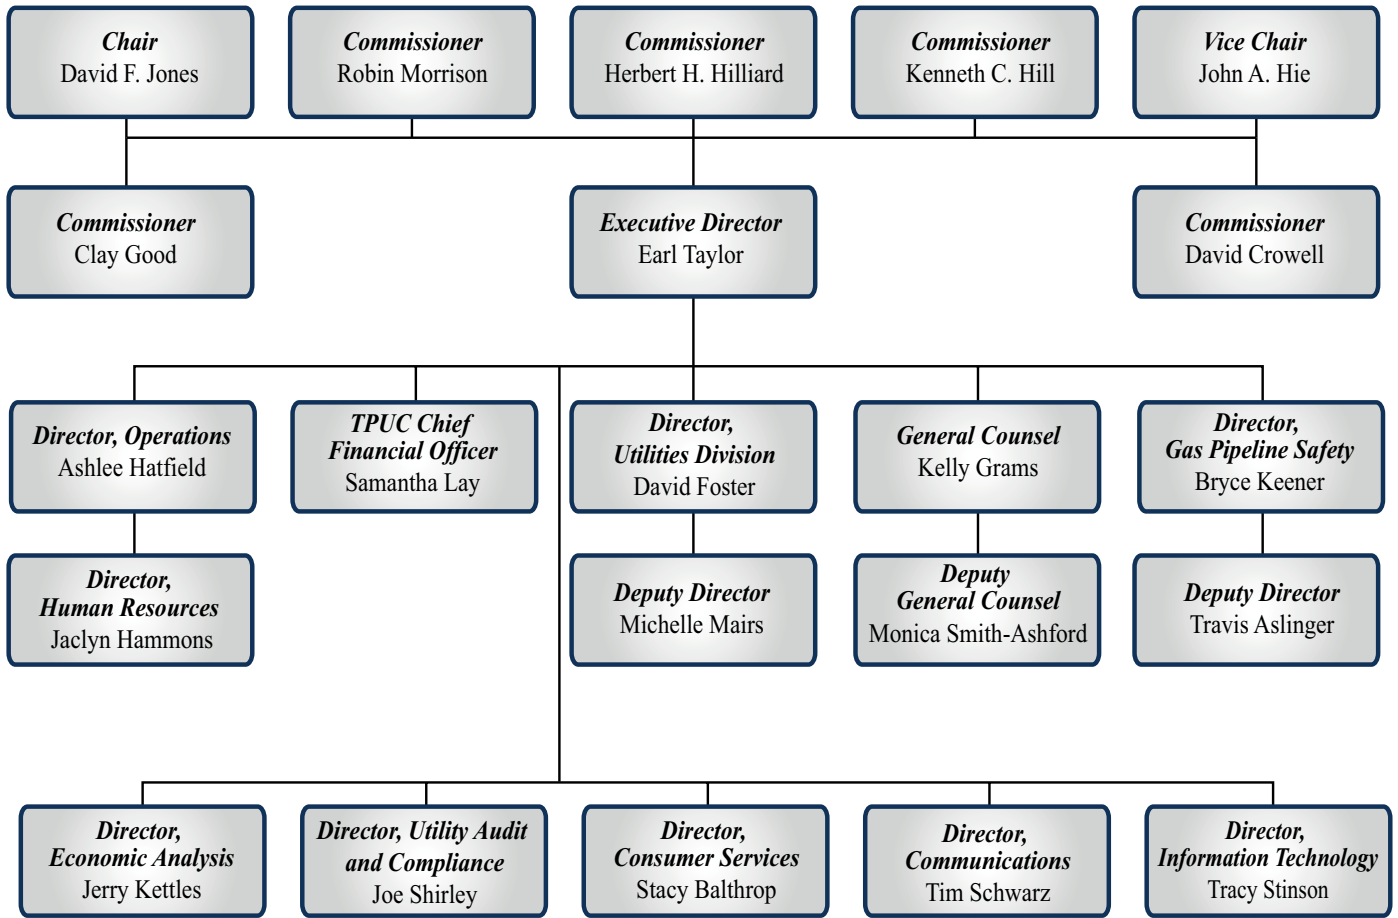 Chair
David F. Jones
Commissioner
Robin Morrison
Commissioner
Herbert H. Hilliard
Commissioner
Kenneth C. Hill
Vice Chair
John A. Hie
Commissioner
Clay Good
Executive Director
Earl Taylor
Commissioner
David Crowell
Director, Operations
Ashlee Hatfield
TPUC Chief
Financial Officer
Samantha Lay
Director,
Utilities Division
David Foster
General Counsel
Kelly Grams
Director,
Gas Pipeline Safety
Bryce Keener
Director,
Human Resources
Jaclyn Hammons
Deputy Director
Michelle Mairs
Deputy
General Counsel
Monica Smith-Ashford
Deputy Director
Travis Aslinger
Director,
Economic Analysis
Jerry Kettles
Director, Utility Audit
and Compliance
Joe Shirley
Director,
Consumer Services
Stacy Balthrop
Director,
Communications
Tim Schwarz
Director,
Information Technology
Tracy Stinson